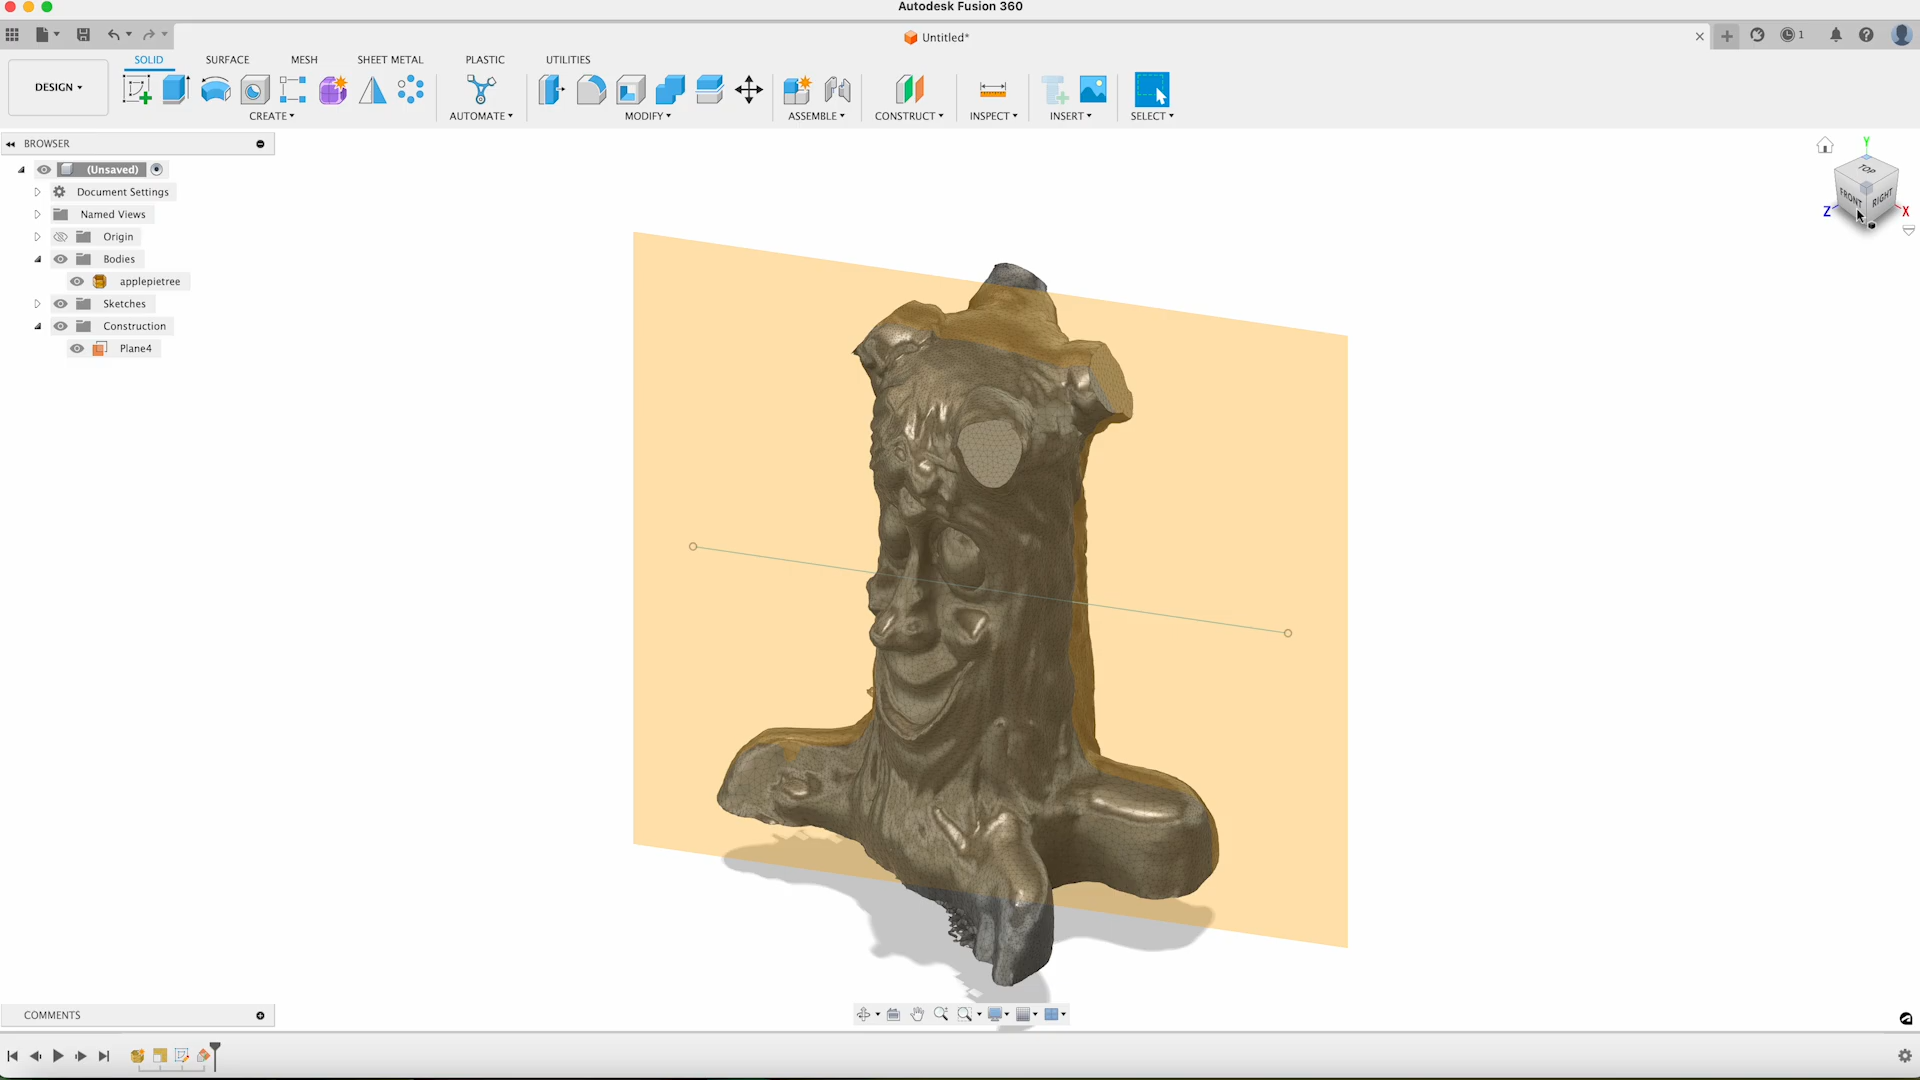 Autodesk Fusion 360
Untitled*
1
SOLID SURFACE MESH SHEET METAL PLASTIC UTILITIES
DESIGN
CREATE AUTOMATE MODIFY ASSEMBLE CONSTRUCT INSPECT INSERT SELECT
BROWSER
(Unsaved)
Document Settings
Named Views
Origin
Bodies
applepietree
Sketches
Construction
Plane4
Y
TOP
FRONT RIGHT
Z X
COMMENTS